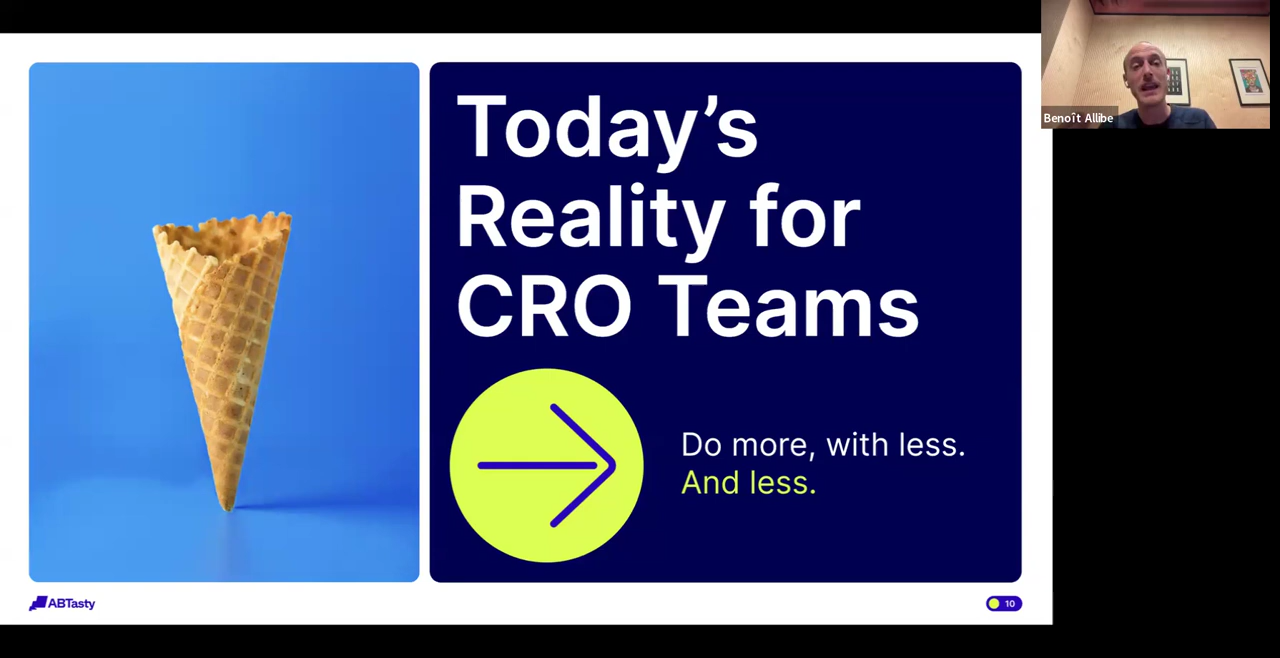 Today’s
Reality for
CRO Teams
Do more, with less.
And less.
ABTasty
10
Benoît Allibe